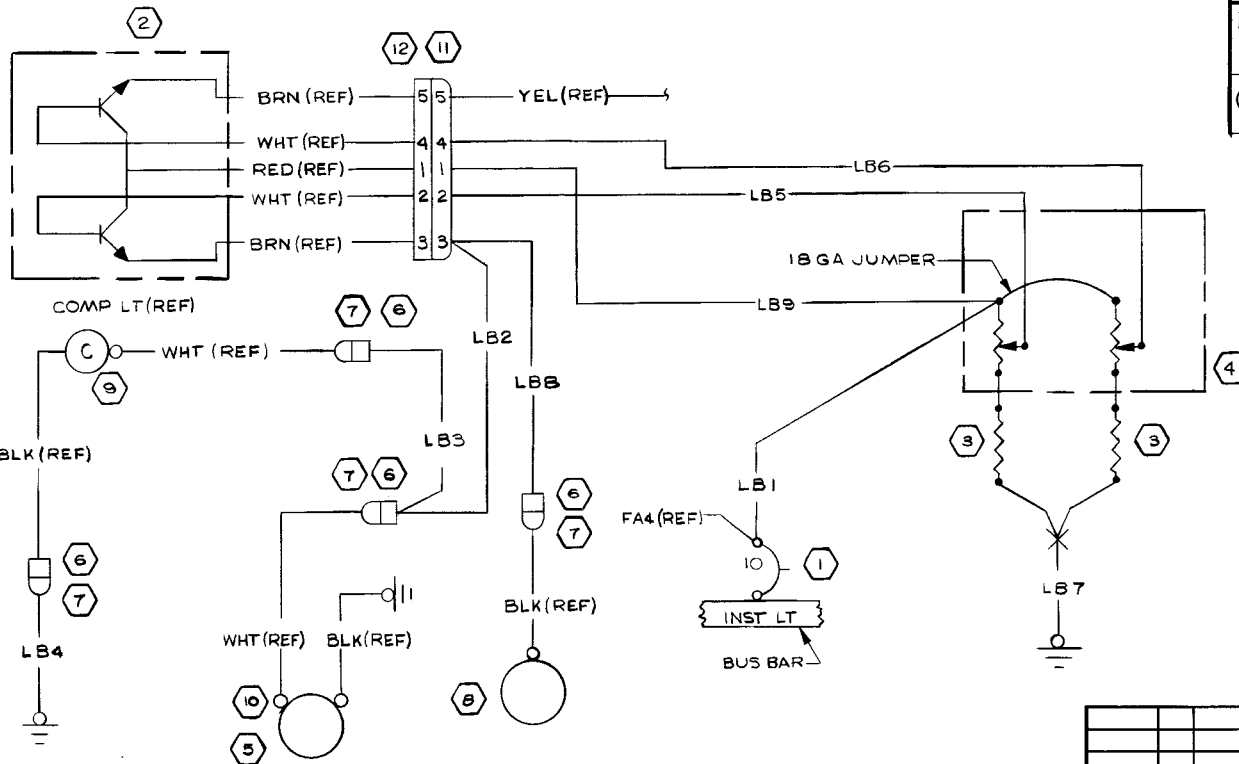 2
12 11
BRN (REF)
5 5
YEL (REF)
WHT (REF)
4 4
LB6
RED (REF)
1 1
WHT (REF)
2 2
LB5
BRN (REF)
3 3
18 GA JUMPER
COMP LT (REF)
LB9
7 6
LB2
C
WHT (REF)
9
LB8
4
BLK (REF)
LB3
3
3
7 6
LB1
6
7
FA4 (REF)
10
1
6
7
LB7
INST LT
BLK (REF)
BUS BAR
LB4
WHT (REF)
BLK (REF)
10
8
5